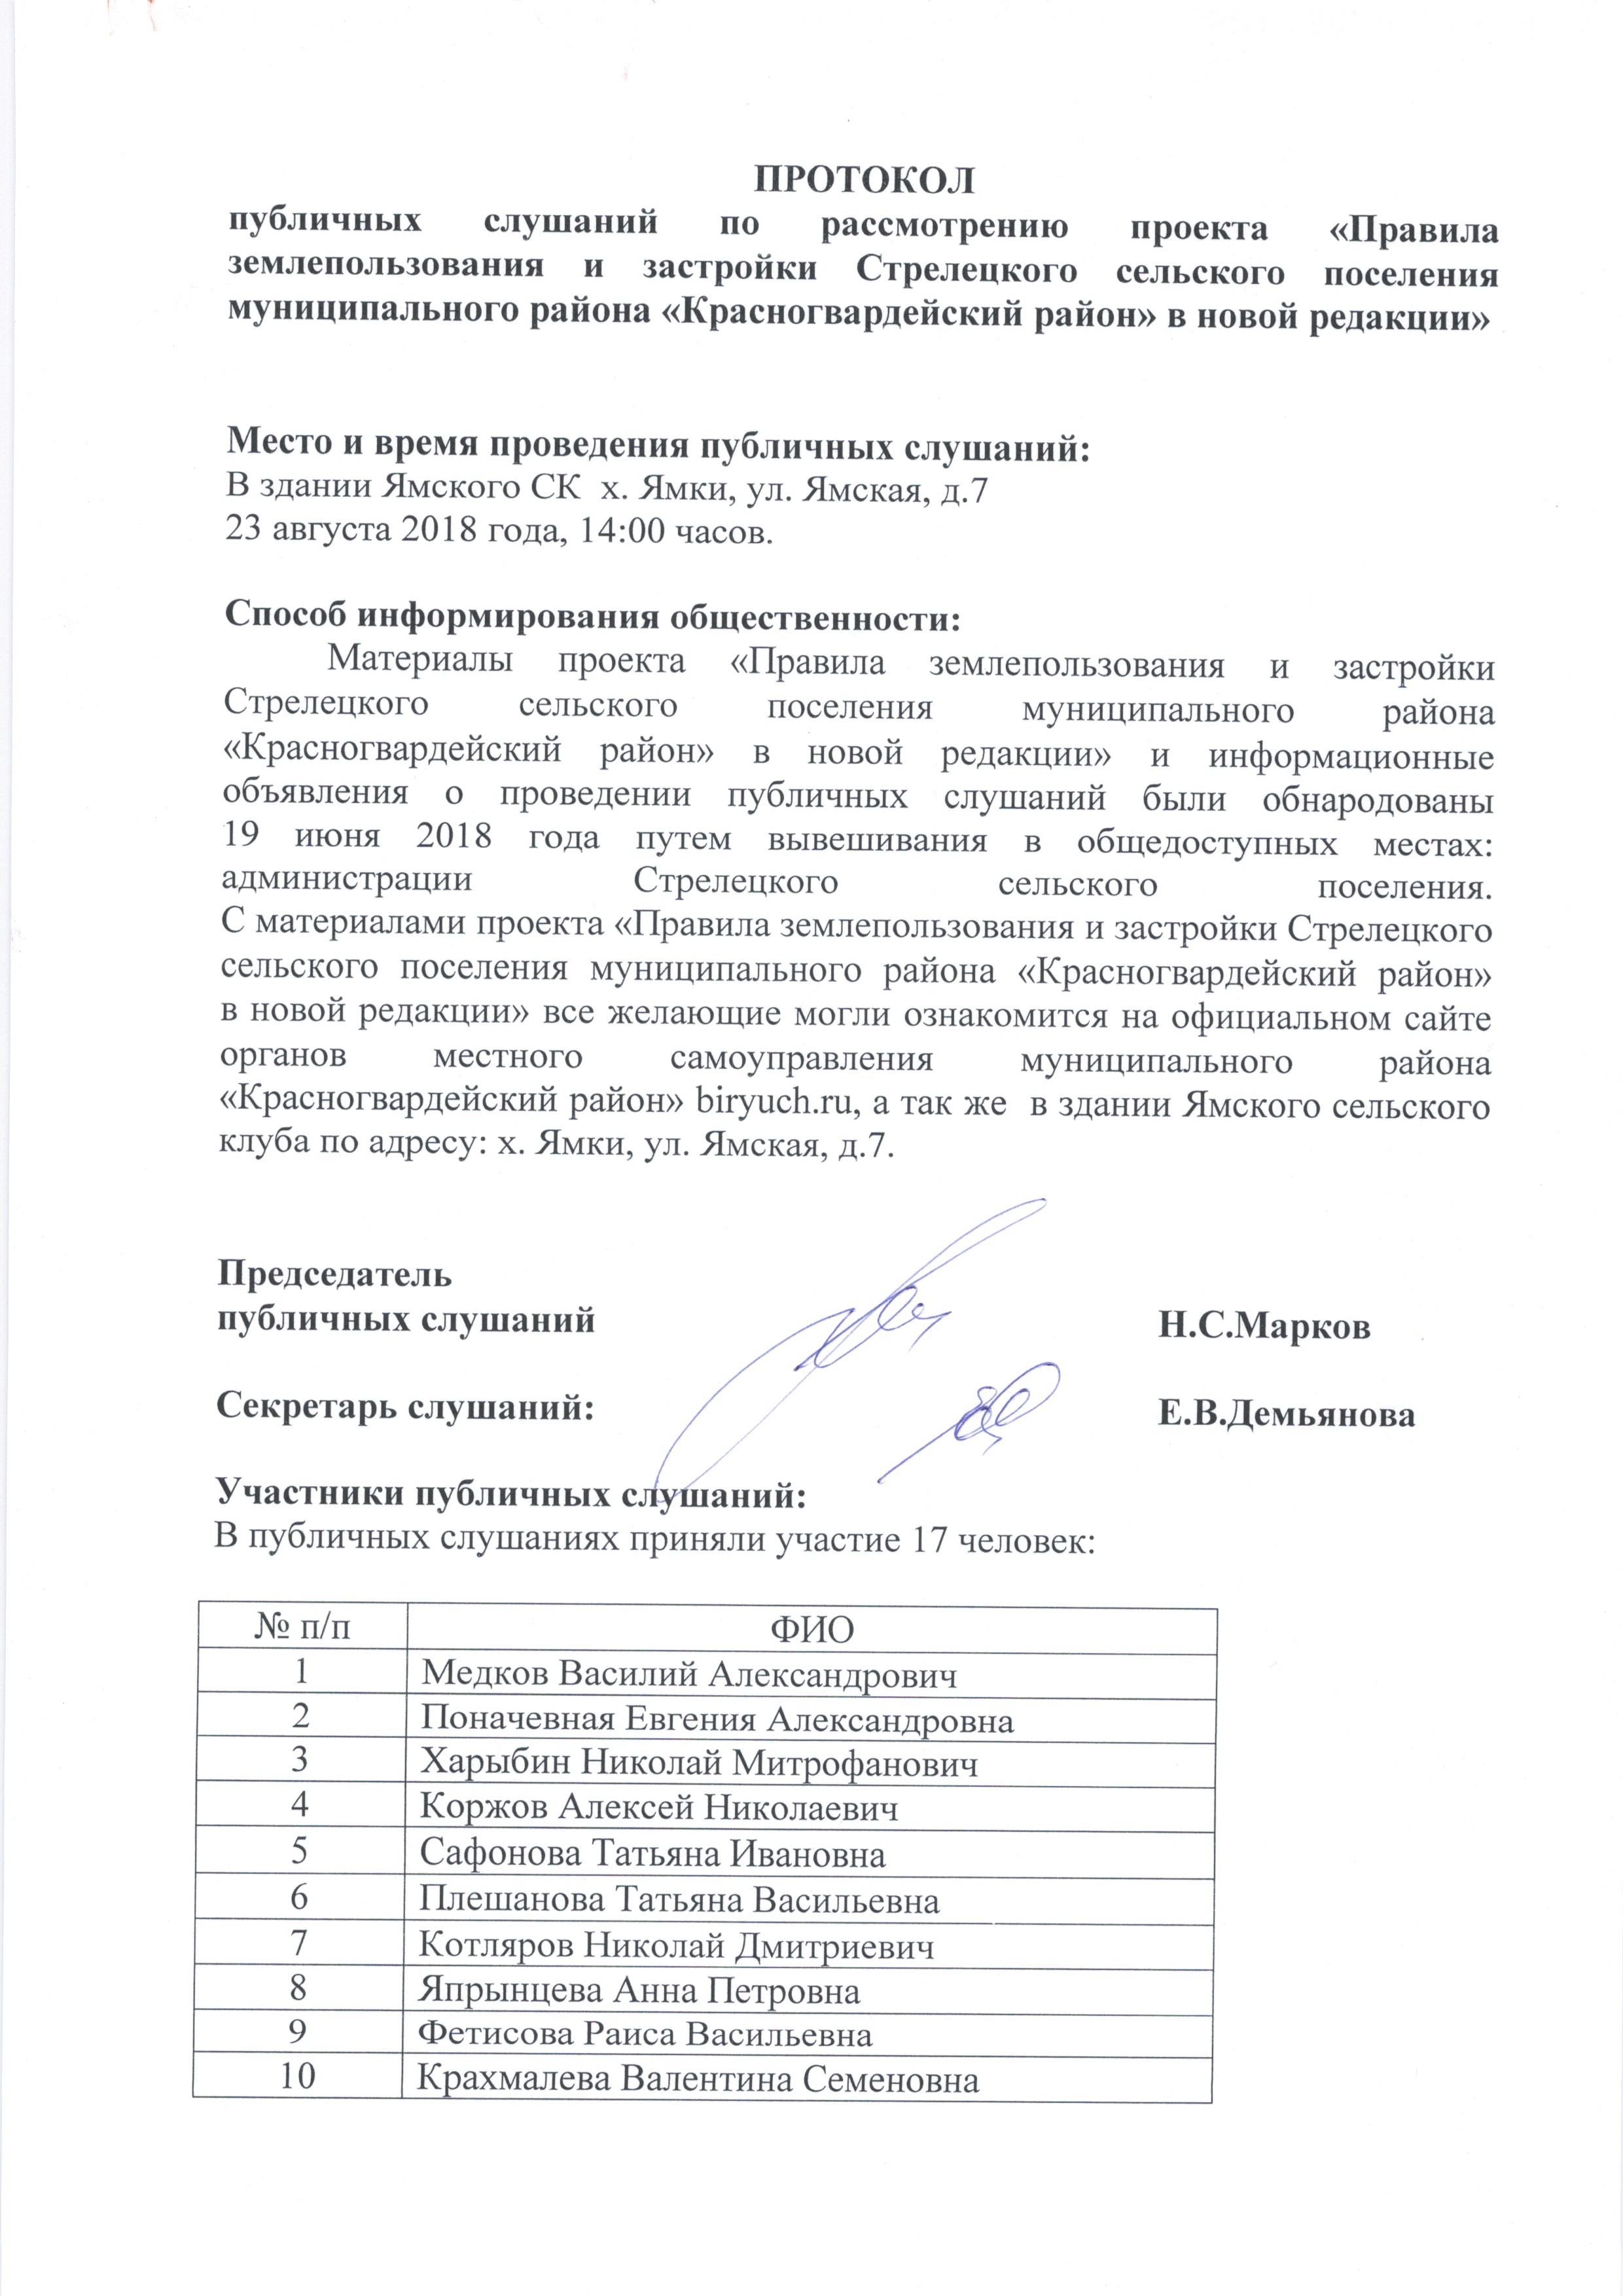 ПРОТОКОЛ
публичных слушаний по рассмотрению проекта «Правила
землепользования и застройки Стрелецкого сельского поселения
муниципального района «Красногвардейский район» в новой редакции»
Место и время проведения публичных слушаний:
В здании Ямского СК х. Ямки, ул. Ямская, д.7
23 августа 2018 года, 14:00 часов.
Способ информирования общественности:
Материалы проекта «Правила землепользования и застройки
Стрелецкого сельского поселения муниципального района
«Красногвардейский район» в новой редакции» и информационные
объявления о проведении публичных слушаний были обнародованы
19 июня 2018 года путем вывешивания в общедоступных местах:
администрации Стрелецкого сельского поселения.
С материалами проекта «Правила землепользования и застройки Стрелецкого
сельского поселения муниципального района «Красногвардейский район»
в новой редакции» все желающие могли ознакомится на официальном сайте
органов местного самоуправления муниципального района
«Красногвардейский район» biryuch.ru, а так же в здании Ямского сельского
клуба по адресу: х. Ямки, ул. Ямская, д.7.
Председатель
публичных слушаний Н.С.Марков
Секретарь слушаний: Е.В.Демьянова
Участники публичных слушаний:
В публичных слушаниях приняли участие 17 человек:
№ п/п ФИО
1 Медков Василий Александрович
2 Поначевная Евгения Александровна
3 Харыбин Николай Митрофанович
4 Коржов Алексей Николаевич
5 Сафонова Татьяна Ивановна
6 Плешанова Татьяна Васильевна
7 Котляров Николай Дмитриевич
8 Япрынцева Анна Петровна
9 Фетисова Раиса Васильевна
10 Крахмалева Валентина Семеновна